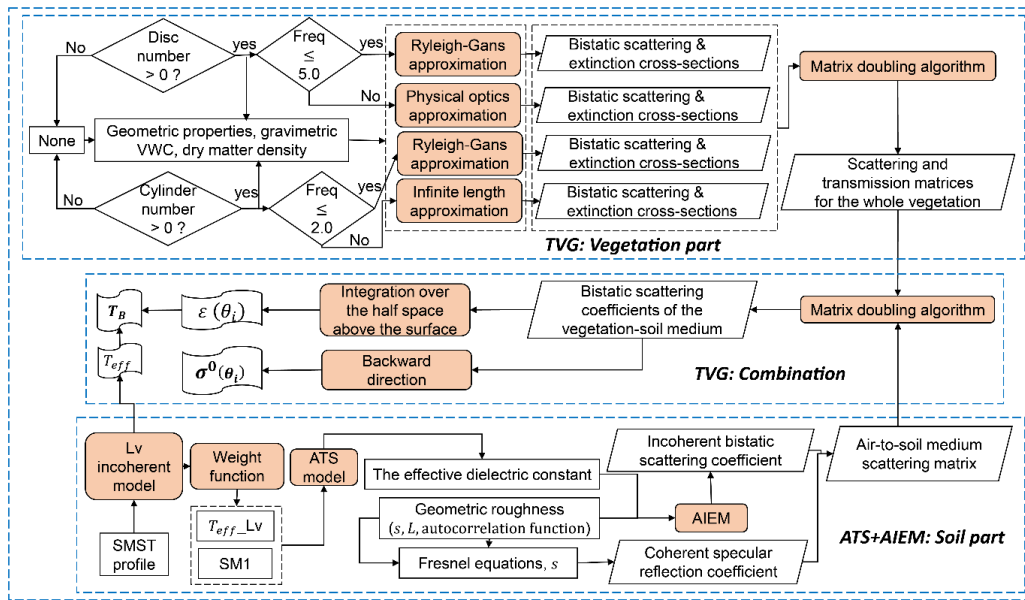 No
Disc
number
> 0 ?
yes
Freq
≤
5.0
yes
No
Ryleigh-Gans
approximation
Bistatic scattering &
extinction cross-sections
Matrix doubling algorithm
Physical optics
approximation
Bistatic scattering &
extinction cross-sections
None
Geometric properties, gravimetric
VWC, dry matter density
Ryleigh-Gans
approximation
Bistatic scattering &
extinction cross-sections
Scattering and
transmission matrices
for the whole vegetation
No
Cylinder
number
> 0 ?
yes
Freq
≤
2.0
yes
No
Infinite length
approximation
Bistatic scattering &
extinction cross-sections
TVG: Vegetation part
T_B
ε (θ_i)
Integration over
the half space
above the surface
Bistatic scattering
coefficients of the
vegetation-soil medium
Matrix doubling algorithm
T_eff
σ⁰(θ_i)
Backward
direction
TVG: Combination
Lv
incoherent
model
Weight
function
ATS
model
The effective dielectric constant
Incoherent bistatic
scattering coefficient
Air-to-soil medium
scattering matrix
T_eff_Lv
SM1
Geometric roughness
(s, L, autocorrelation function)
AIEM
SMST
profile
Fresnel equations, s
Coherent specular
reflection coefficient
ATS+AIEM: Soil part